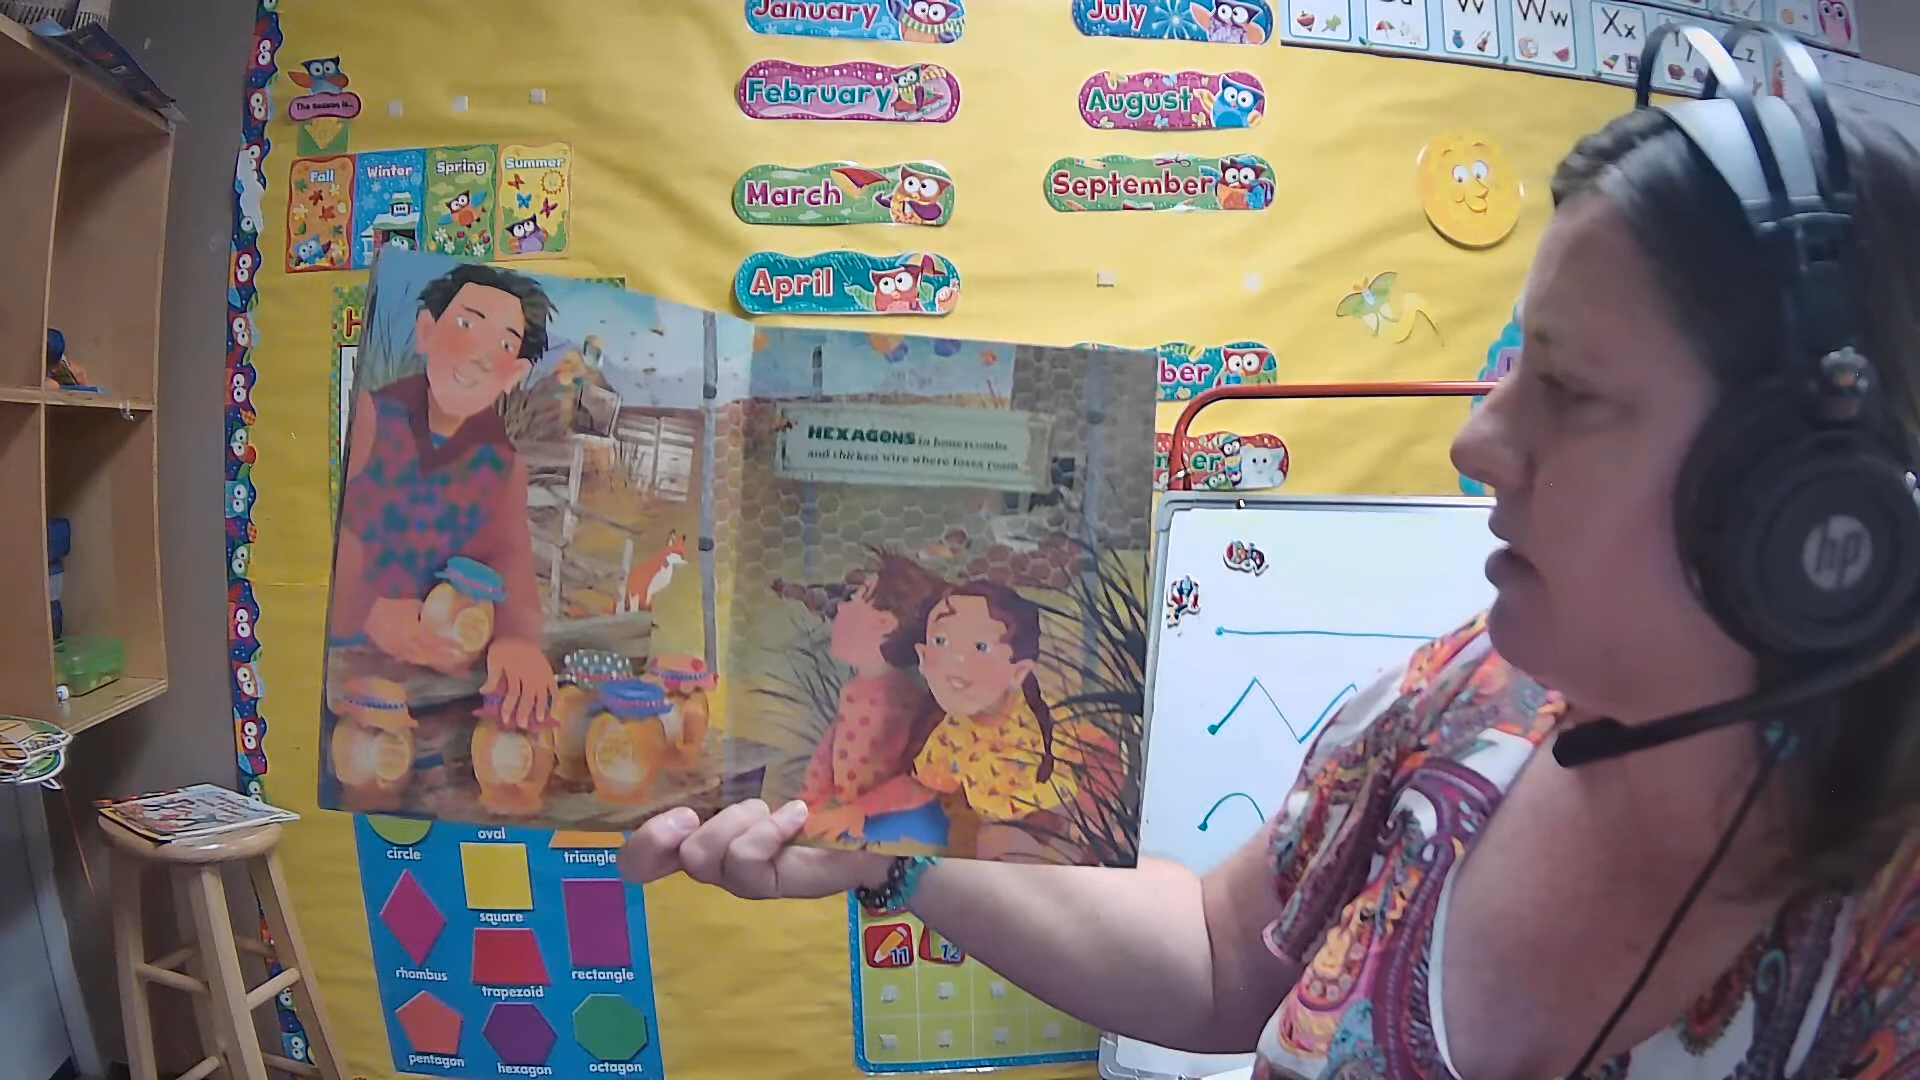 January
July
Ww
Xx
February
August
The season is...
Fall
Winter
Spring
Summer
March
September
April
ber
HEXAGONS in honeycombs
and chicken wire where foxes roam.
er
hp
circle
oval
triangle
square
rhombus
trapezoid
rectangle
pentagon
hexagon
octagon
11
12